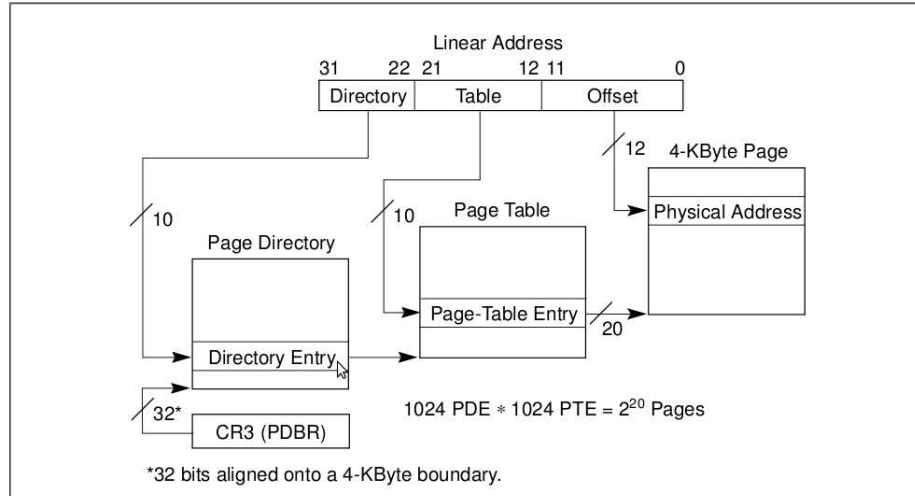 Linear Address
31 22 21 12 11 0
Directory Table Offset
12
4-KByte Page
10
10
Physical Address
Page Table
Page Directory
Page-Table Entry
20
Directory Entry
32*
1024 PDE * 1024 PTE = 2²⁰ Pages
CR3 (PDBR)
*32 bits aligned onto a 4-KByte boundary.